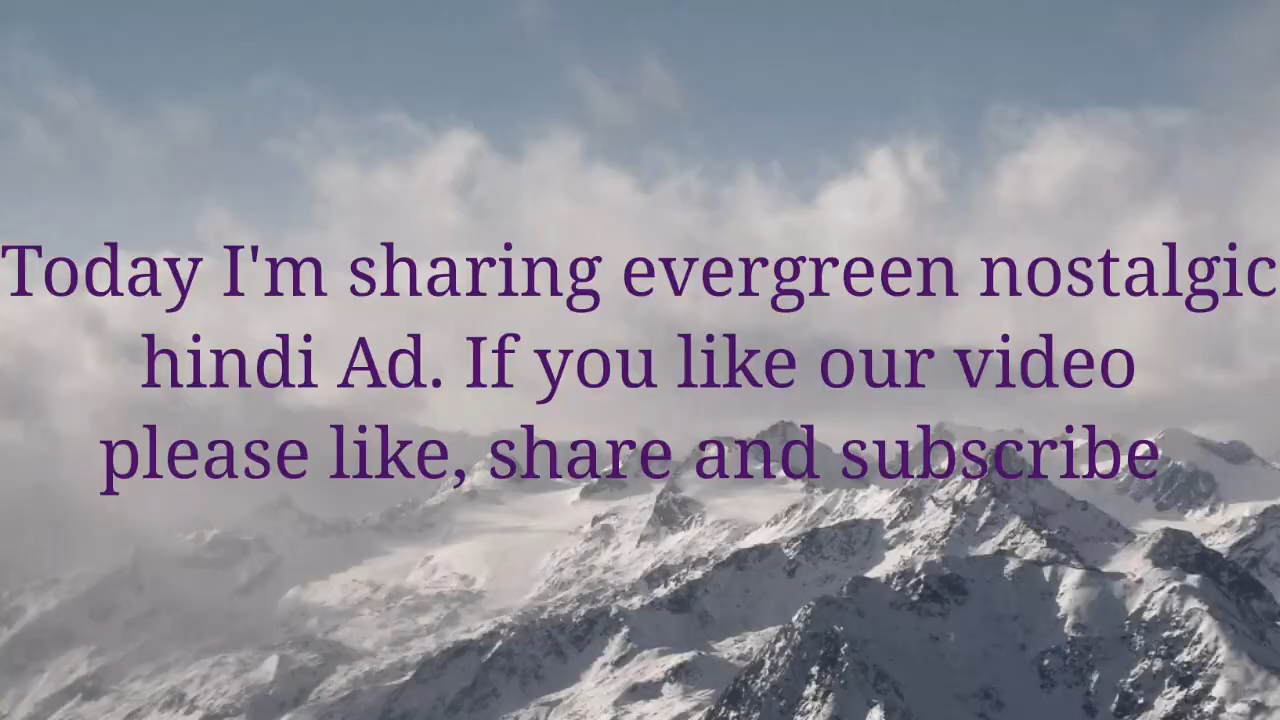 Today I'm sharing evergreen nostalgic
hindi Ad. If you like our video
please like, share and subscribe